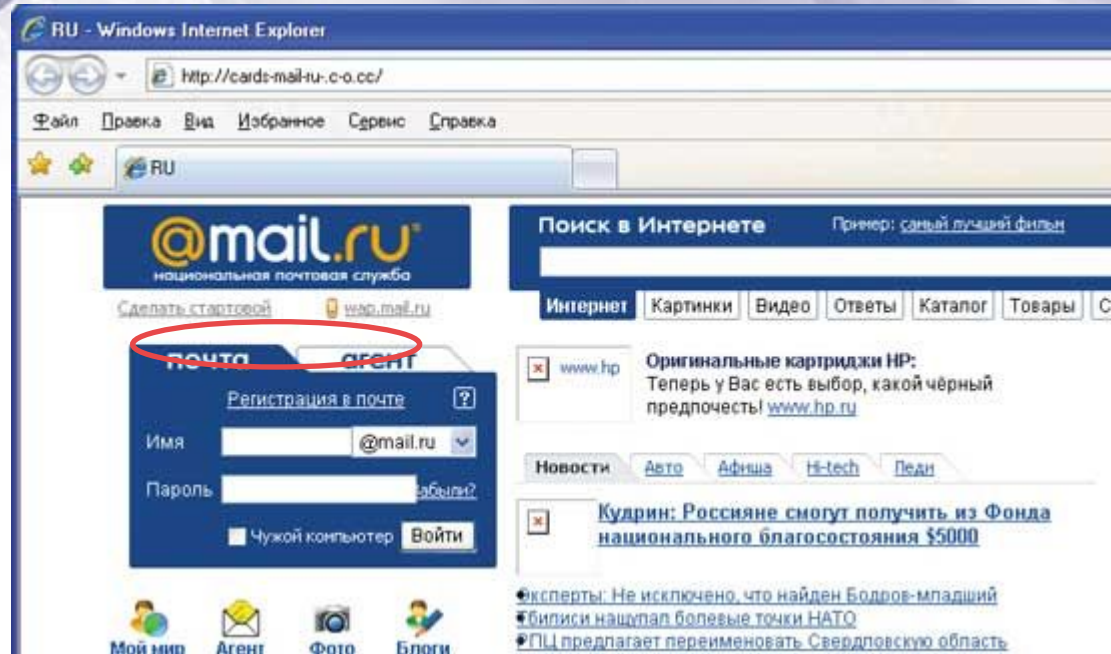 RU - Windows Internet Explorer
http://cards-mail-ru-.c-o.cc/
Файл Правка Вид Избранное Сервис Справка
RU
@mail.ru
национальная почтовая служба
Поиск в Интернете
Пример: самый лучший фильм
Сделать стартовой
wap.mail.ru
Интернет Картинки Видео Ответы Каталог Товары С
почта агент
Регистрация в почте ?
Имя @mail.ru
Пароль абыли?
Чужой компьютер Войти
Мой мир Агент Фото Блоги
www.hp
Оригинальные картриджи HP:
Теперь у Вас есть выбор, какой чёрный
предпочесть! www.hp.ru
Новости Авто Афиша Hi-tech Леди
Кудрин: Россияне смогут получить из Фонда
национального благосостояния $5000
ксперты: Не исключено, что найден Бодров-младший
билиси нащупал болевые точки НАТО
ПЦ предлагает переименовать Свердловскую область